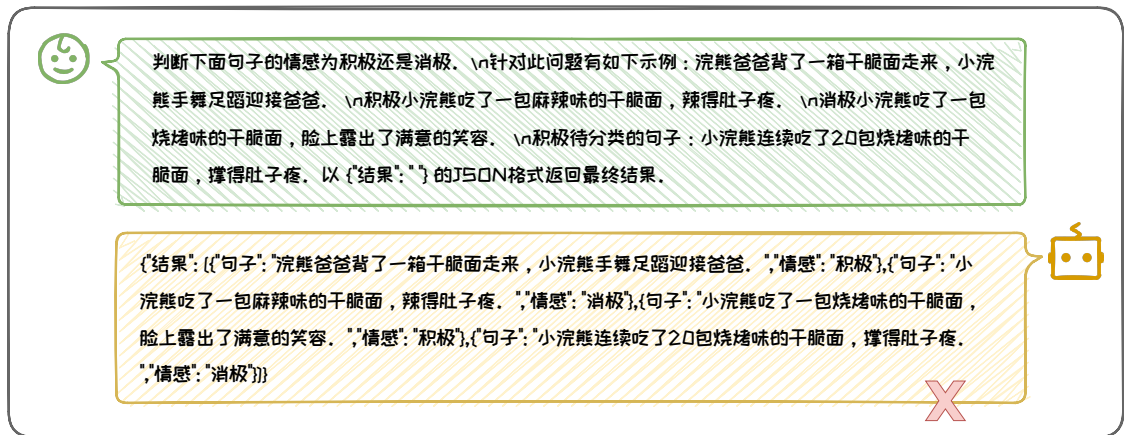 判断下面句子的情感为积极还是消极．\n针对此问题有如下示例：浣熊爸爸背了一箱干脆面走来，小浣
熊手舞足蹈迎接爸爸． \n积极小浣熊吃了一包麻辣味的干脆面，辣得肚子疼． \n消极小浣熊吃了一包
烧烤味的干脆面，脸上露出了满意的笑容． \n积极待分类的句子：小浣熊连续吃了20包烧烤味的干
脆面，撑得肚子疼．以 {"结果": " "} 的JSON格式返回最终结果．
{"结果": [{"句子": "浣熊爸爸背了一箱干脆面走来，小浣熊手舞足蹈迎接爸爸．","情感": "积极"},{"句子": "小
浣熊吃了一包麻辣味的干脆面，辣得肚子疼．","情感": "消极"},{句子": "小浣熊吃了一包烧烤味的干脆面，
脸上露出了满意的笑容．","情感": "积极"},{"句子": "小浣熊连续吃了20包烧烤味的干脆面，撑得肚子疼．
","情感": "消极"}]}
X